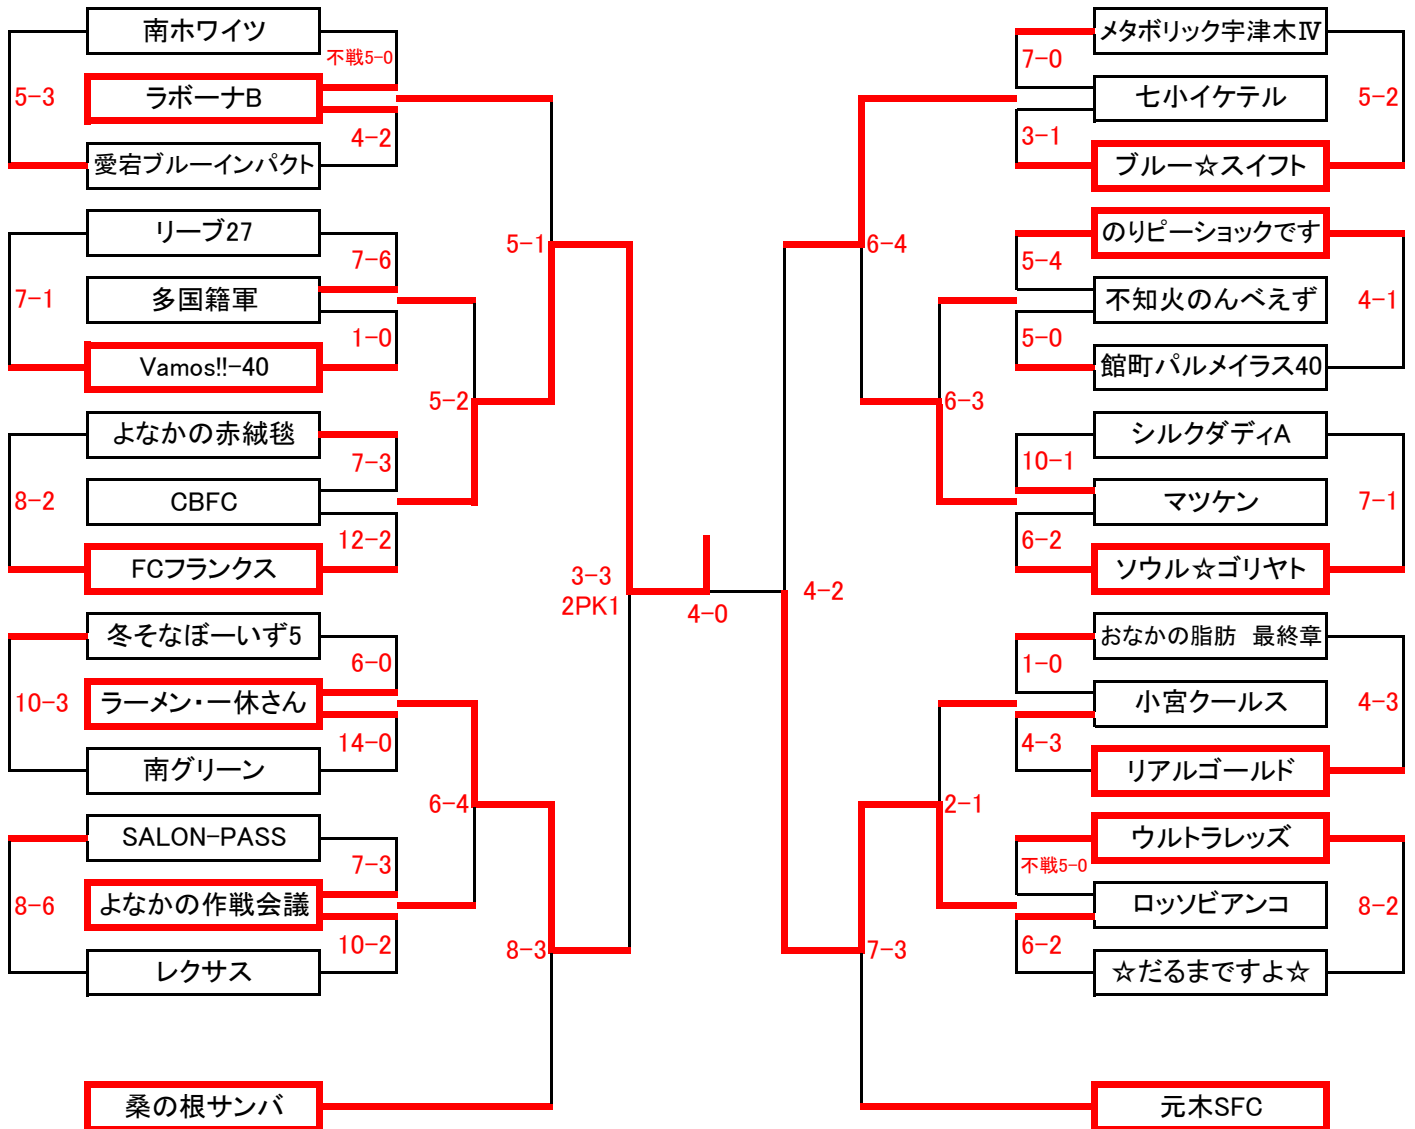 南ホワイツ
不戦5-0
5-3
ラボーナB
4-2
愛宕ブルーインパクト
リーブ27
7-6
7-1
多国籍軍
1-0
Vamos!!-40
5-1
5-2
よなかの赤絨毯
7-3
8-2
CBFC
12-2
FCフランクス
3-3
2PK1
4-0
冬そなぼーいず5
6-0
10-3
ラーメン・一休さん
14-0
南グリーン
6-4
SALON-PASS
7-3
8-6
よなかの作戦会議
10-2
レクサス
8-3
桑の根サンバ
メタボリック宇津木Ⅳ
7-0
七小イケテル
5-2
3-1
ブルー☆スイフト
6-4
のりピーショックです
5-4
不知火のんべえず
4-1
5-0
館町パルメイラス40
6-3
シルクダディA
10-1
マツケン
7-1
6-2
ソウル☆ゴリヤト
4-2
おなかの脂肪　最終章
1-0
小宮クールス
4-3
4-3
リアルゴールド
2-1
ウルトラレッズ
不戦5-0
ロッソビアンコ
8-2
6-2
☆だるまですよ☆
7-3
元木SFC